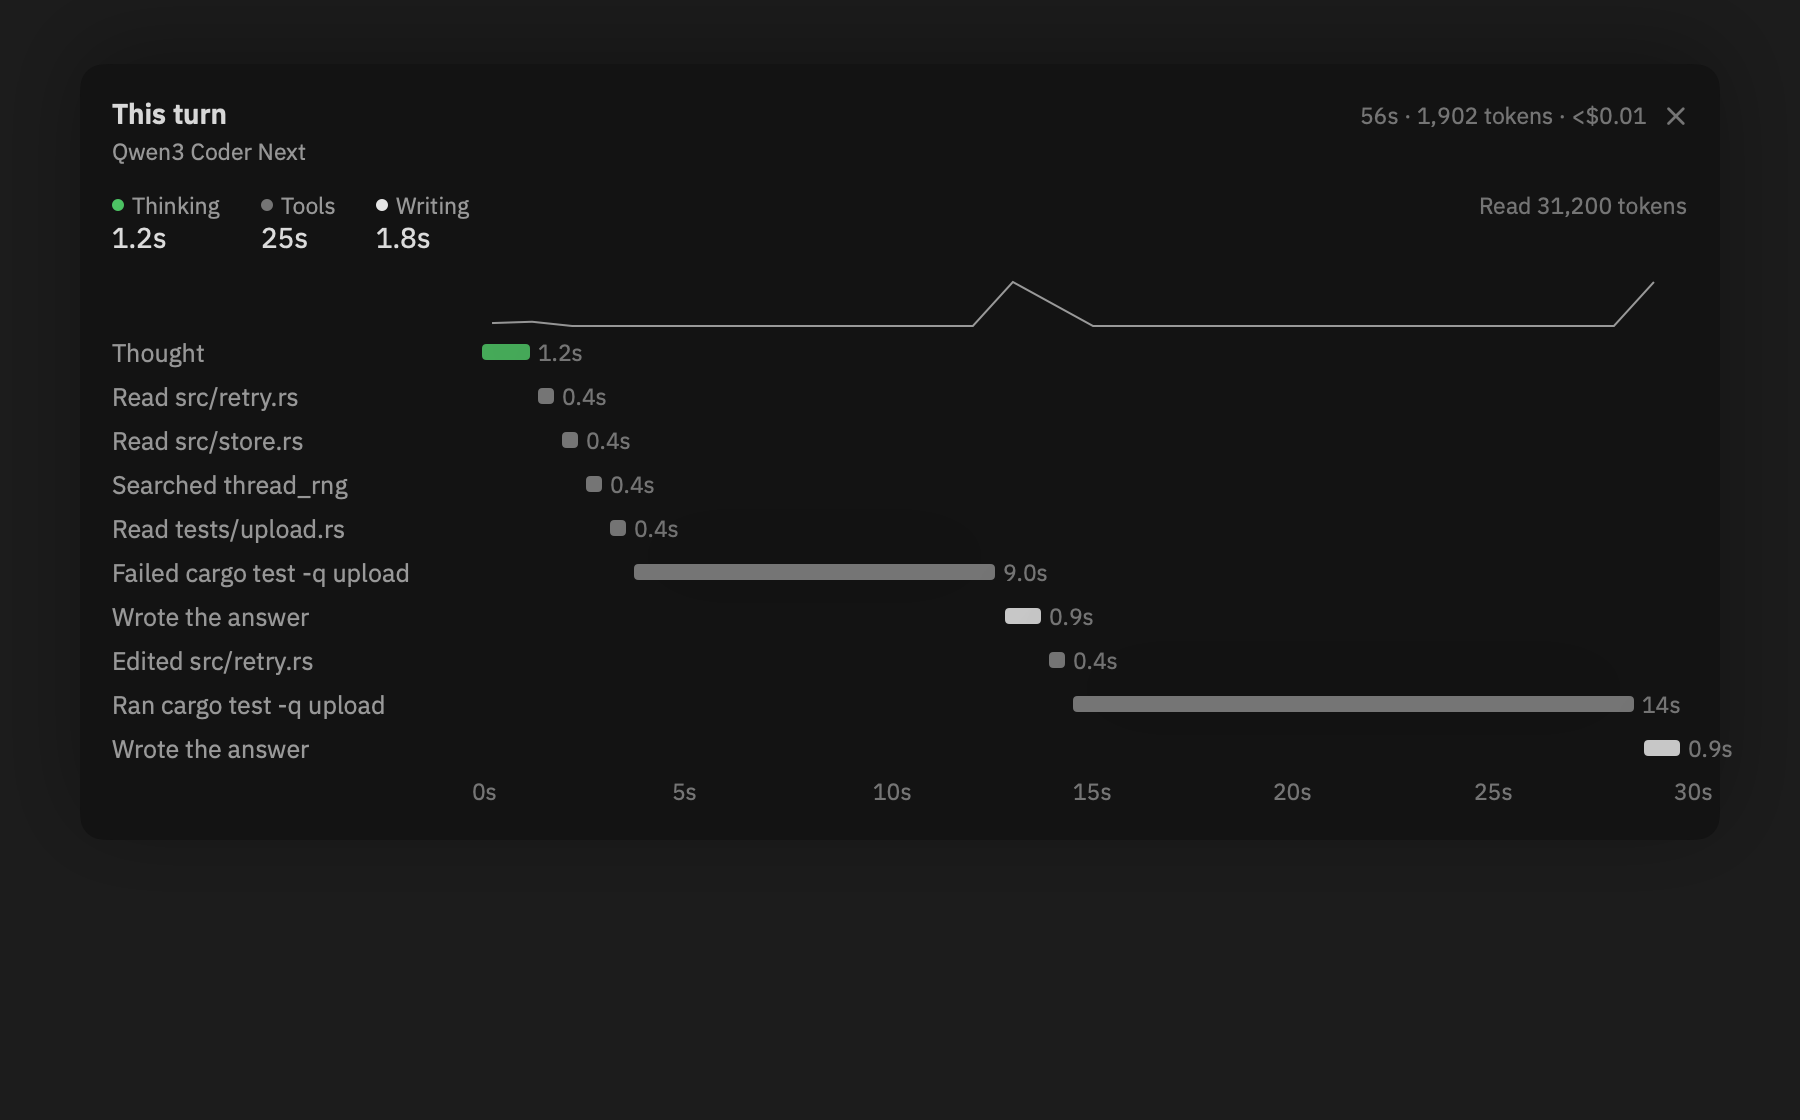 This turn
56s · 1,902 tokens · <$0.01
Qwen3 Coder Next
Thinking Tools Writing
Read 31,200 tokens
1.2s 25s 1.8s
Thought 1.2s
Read src/retry.rs 0.4s
Read src/store.rs 0.4s
Searched thread_rng 0.4s
Read tests/upload.rs 0.4s
Failed cargo test -q upload 9.0s
Wrote the answer 0.9s
Edited src/retry.rs 0.4s
Ran cargo test -q upload 14s
Wrote the answer 0.9s
0s 5s 10s 15s 20s 25s 30s